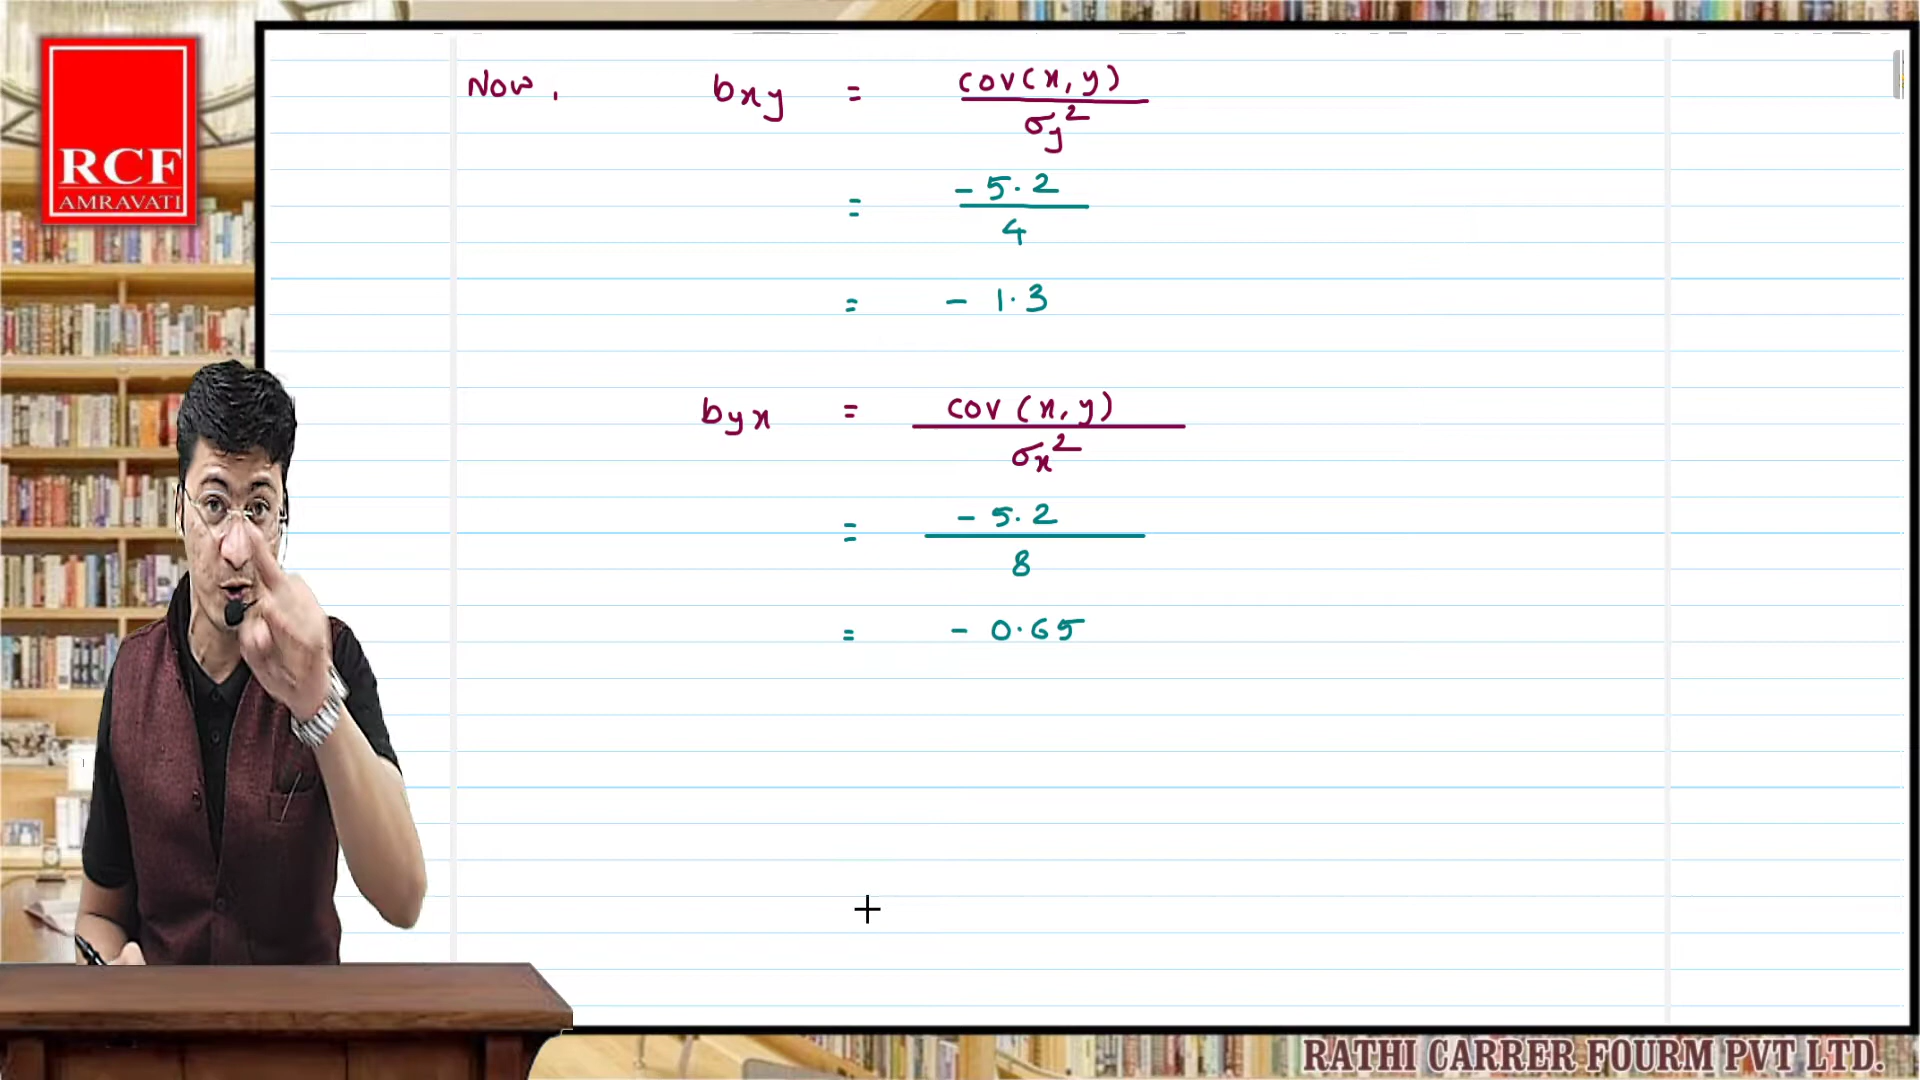 RCF
AMRAVATI
Now, bxy = cov(x, y) / σy²
= -5.2 / 4
= -1.3
byx = cov (x, y) / σx²
= -5.2 / 8
= -0.65
RATHI CARRER FOURM PVT LTD.